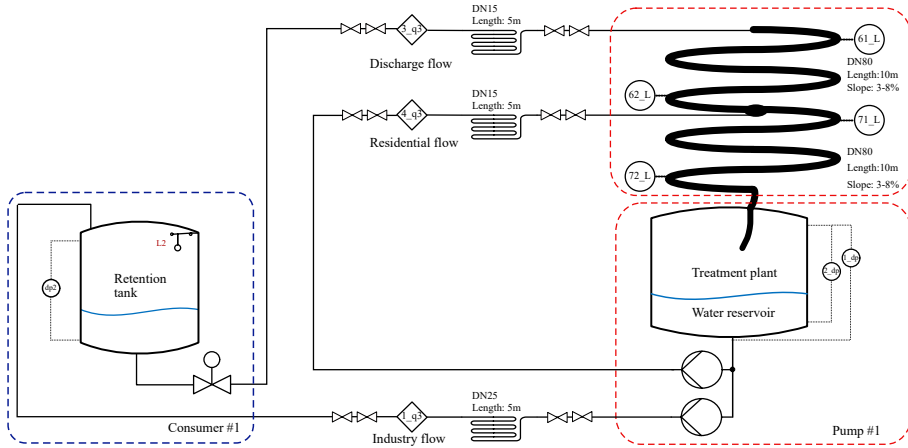 DN15
Length: 5m
3_q3
Discharge flow
61_L
DN80
Length:10m
Slope: 3-8%
62_L
DN15
Length: 5m
4_q3
Residential flow
71_L
DN80
Length:10m
Slope: 3-8%
72_L
L2
Retention
tank
dp2
Treatment plant
Water reservoir
2_dp
1_dp
DN25
Length: 5m
1_q3
Industry flow
Consumer #1
Pump #1